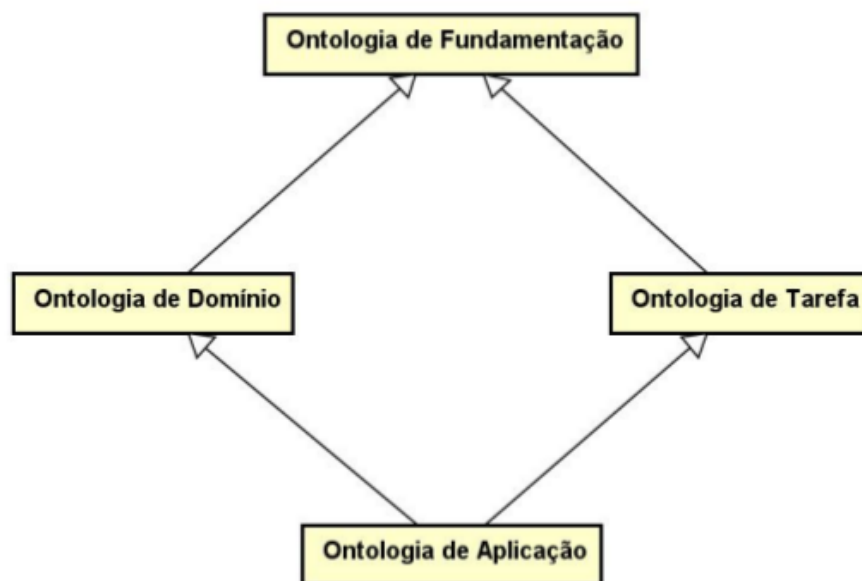 Ontologia de Fundamentação
Ontologia de Domínio
Ontologia de Tarefa
Ontologia de Aplicação